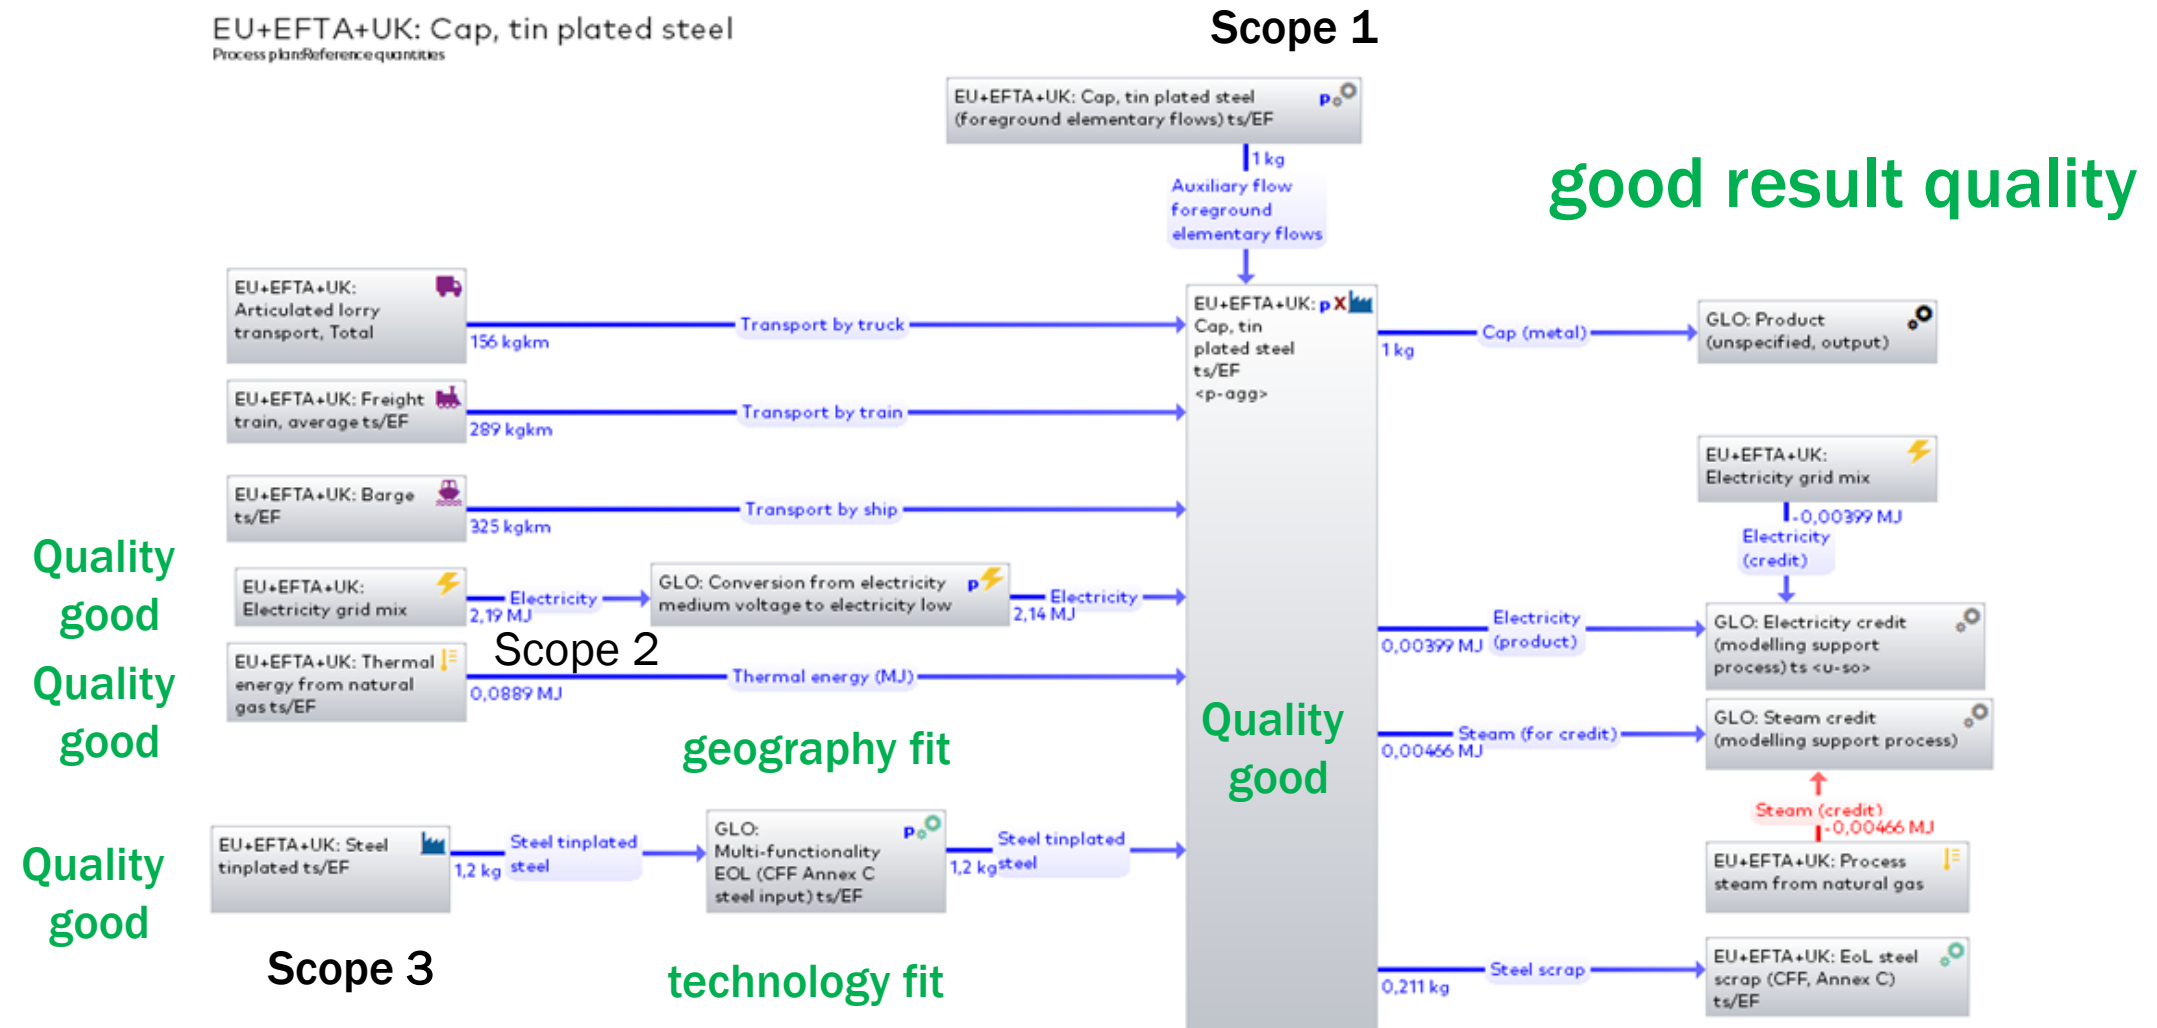 EU+EFTA+UK: Cap, tin plated steel
Process plan:Reference quantities
Scope 1
EU+EFTA+UK: Cap, tin plated steel
(foreground elementary flows) ts/EF
p
1 kg
Auxiliary flow
foreground
elementary flows
good result quality
EU+EFTA+UK:
Articulated lorry
transport, Total
156 kgkm
Transport by truck
EU+EFTA+UK: Freight
train, average ts/EF
289 kgkm
Transport by train
EU+EFTA+UK: Barge
ts/EF
325 kgkm
Transport by ship
Quality
good
EU+EFTA+UK:
Electricity grid mix
2,19 MJ
Electricity
GLO: Conversion from electricity
medium voltage to electricity low
p
2,14 MJ
Electricity
Scope 2
Quality
good
EU+EFTA+UK: Thermal
energy from natural
gas ts/EF
0,0889 MJ
Thermal energy (MJ)
geography fit
Quality
good
EU+EFTA+UK: Steel
tinplated ts/EF
1,2 kg
Steel tinplated
steel
GLO:
Multi-functionality
EOL (CFF Annex C
steel input) ts/EF
p
1,2 kg
Steel tinplated
steel
Scope 3
technology fit
EU+EFTA+UK: p X
Cap, tin
plated steel
ts/EF
<p-agg>
Quality
good
1 kg
Cap (metal)
GLO: Product
(unspecified, output)
EU+EFTA+UK:
Electricity grid mix
-0,00399 MJ
Electricity
(credit)
0,00399 MJ
Electricity
(product)
GLO: Electricity credit
(modelling support
process) ts <u-so>
0,00466 MJ
Steam (for credit)
GLO: Steam credit
(modelling support process)
Steam (credit)
-0,00466 MJ
EU+EFTA+UK: Process
steam from natural gas
0,211 kg
Steel scrap
EU+EFTA+UK: EoL steel
scrap (CFF, Annex C)
ts/EF